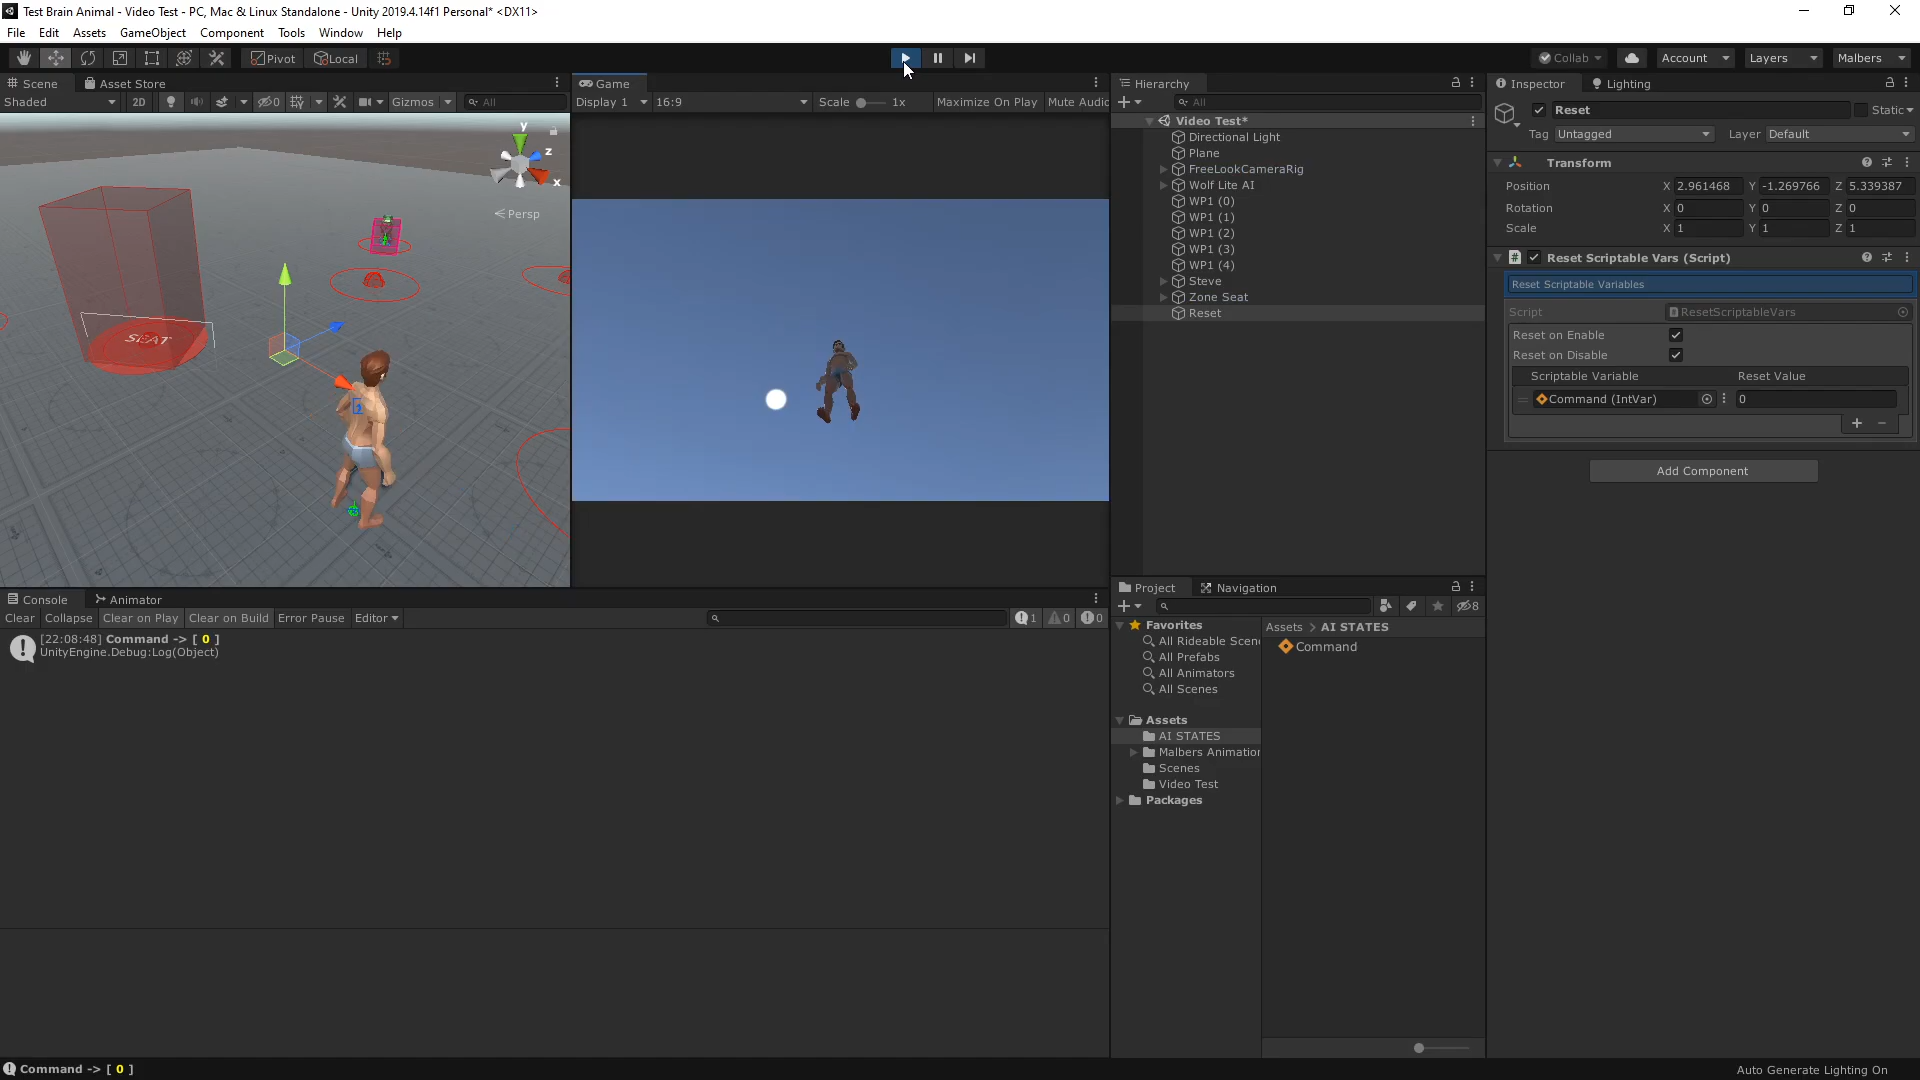 Test Brain Animal - Video Test - PC, Mac & Linux Standalone - Unity 2019.4.14f1 Personal* <DX11>
File Edit Assets GameObject Component Tools Window Help
Pivot Local Collab Account Layers Malbers
Scene Asset Store
Shaded 2D 0 Gizmos All
y
z
x
Persp
SEAT
Game
Display 1 16:9 Scale 1x Maximize On Play Mute Audio
Hierarchy
All
Video Test*
Directional Light
Plane
FreeLookCameraRig
Wolf Lite AI
WP1 (0)
WP1 (1)
WP1 (2)
WP1 (3)
WP1 (4)
Steve
Zone Seat
Reset
Inspector Lighting
Reset Static
Tag Untagged Layer Default
Transform
Position X 2.961468 Y -1.269766 Z 5.339387
Rotation X 0 Y 0 Z 0
Scale X 1 Y 1 Z 1
Reset Scriptable Vars (Script)
Reset Scriptable Variables
Script ResetScriptableVars
Reset on Enable
Reset on Disable
Scriptable Variable Reset Value
Command (IntVar) 0
Add Component
Console Animator
Clear Collapse Clear on Play Clear on Build Error Pause Editor 1 0 0
[22:08:48] Command -> [ 0 ]
UnityEngine.Debug:Log(Object)
Project Navigation
8
Favorites
All Rideable Scen
All Prefabs
All Animators
All Scenes
Assets
AI STATES
Malbers Animation
Scenes
Video Test
Packages
Assets > AI STATES
Command
Command -> [ 0 ]
Auto Generate Lighting On